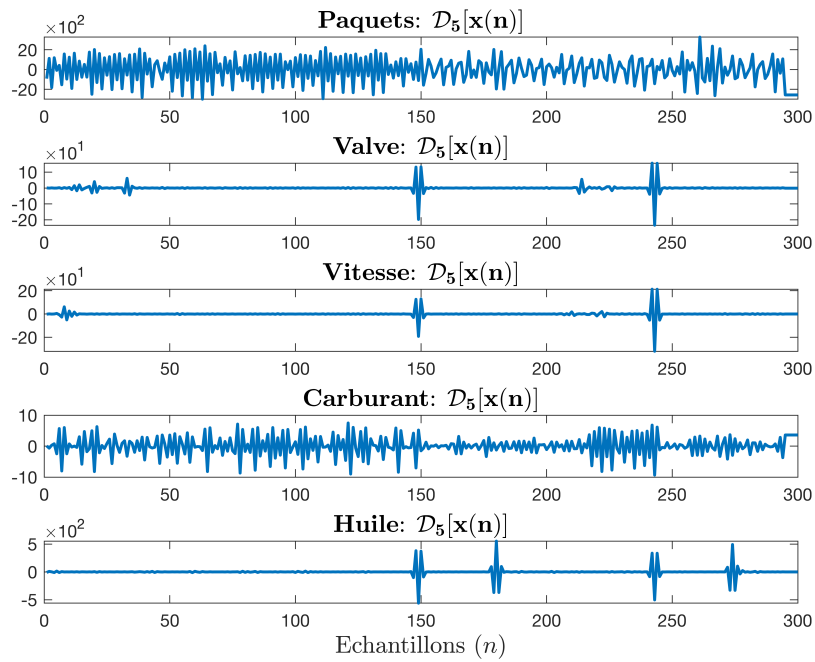 Paquets: 𝒟₅[x(n)]
×10²
20
0
-20
0 50 100 150 200 250 300
Valve: 𝒟₅[x(n)]
×10¹
10
0
-10
-20
0 50 100 150 200 250 300
Vitesse: 𝒟₅[x(n)]
×10¹
20
0
-20
0 50 100 150 200 250 300
Carburant: 𝒟₅[x(n)]
10
0
-10
0 50 100 150 200 250 300
Huile: 𝒟₅[x(n)]
×10²
5
0
-5
0 50 100 150 200 250 300
Echantillons (n)